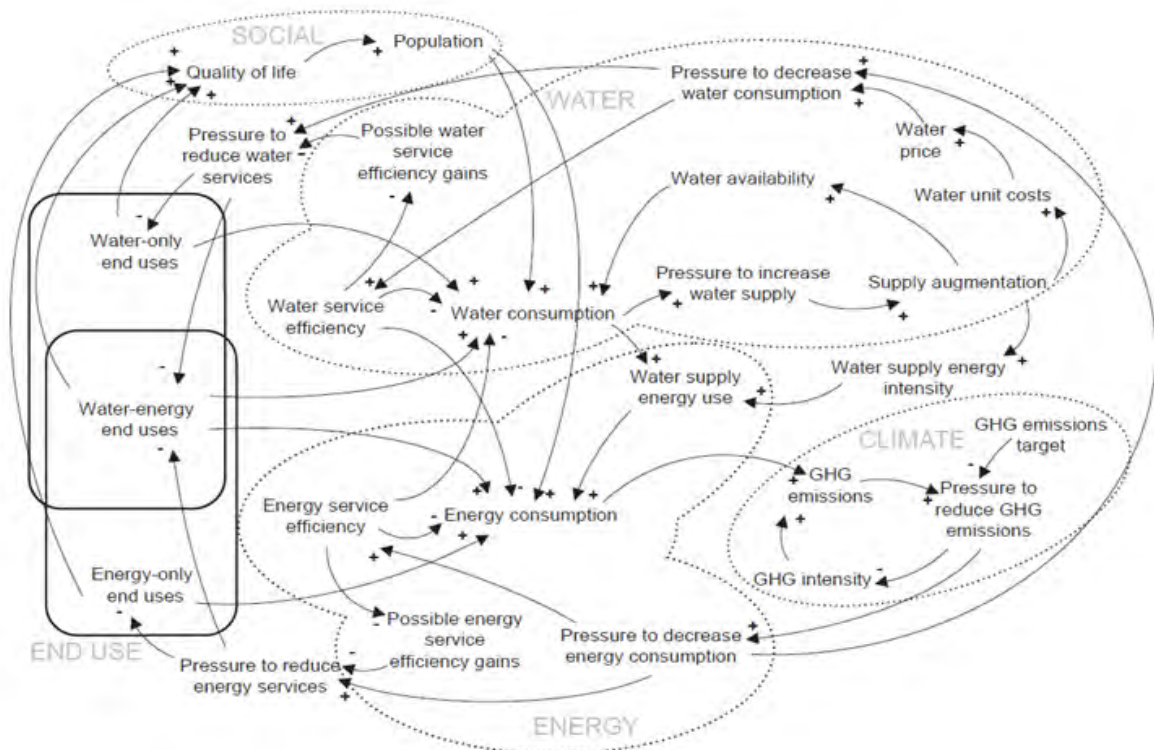 SOCIAL
Population
Quality of life
WATER
Pressure to decrease
water consumption
Pressure to
reduce water
services
Possible water
service
efficiency gains
Water
price
Water availability
Water unit costs
Water-only
end uses
Water service
efficiency
Water consumption
Pressure to increase
water supply
Supply augmentation
Water supply
energy use
Water supply energy
intensity
Water-energy
end uses
CLIMATE
GHG emissions
target
GHG
emissions
Pressure to
reduce GHG
emissions
Energy service
efficiency
Energy consumption
GHG intensity
Energy-only
end uses
END USE
Possible energy
service
efficiency gains
Pressure to decrease
energy consumption
Pressure to reduce
energy services
ENERGY